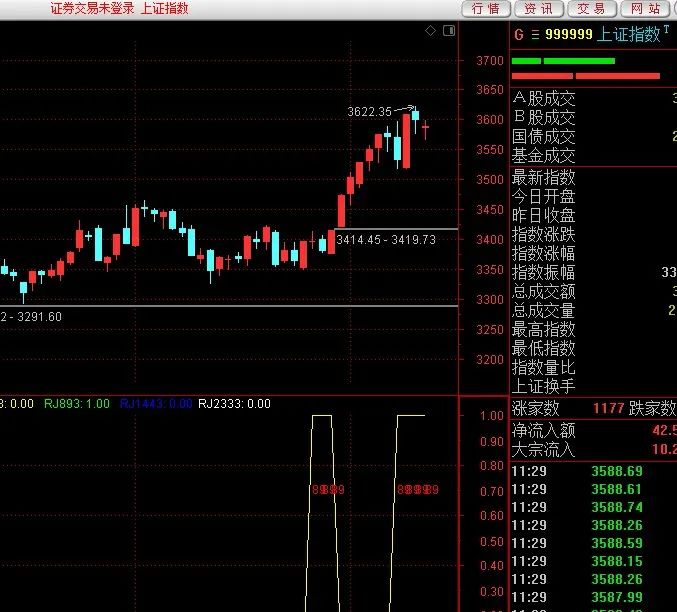 证券交易未登录 上证指数
行情 资讯 交易 网站
G 999999 上证指数 T
A股成交
B股成交
国债成交
基金成交
最新指数
今日开盘
昨日收盘
指数涨跌
指数涨幅
指数振幅 33
总成交额
总成交量 2
最高指数
最低指数
指数量比
上证换手
涨家数 1177 跌家数
净流入额 42.5
大宗流入 10.2
11:29 3588.69
11:29 3588.61
11:29 3588.74
11:29 3588.26
11:29 3588.59
11:29 3588.15
11:29 3588.26
11:29 3587.99
3700
3650
3622.35
3600
3550
3500
3450
3414.45 - 3419.73
3400
3350
3300
2 - 3291.60
3250
3200
3: 0.00 RJ893: 1.00 RJ1443: 0.00 RJ2333: 0.00
1.00
0.90
0.80
0.70
0.60
0.50
0.40
0.30